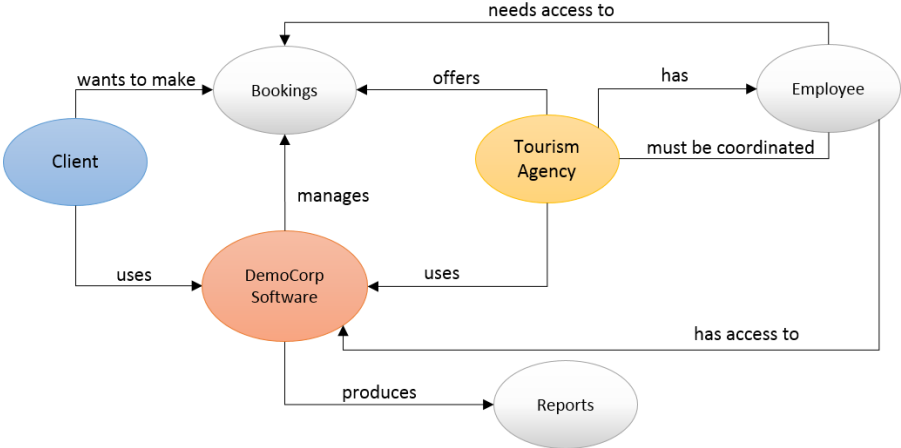 needs access to
wants to make
Bookings
offers
has
Employee
Client
Tourism
Agency
must be coordinated
manages
uses
DemoCorp
Software
uses
has access to
produces
Reports